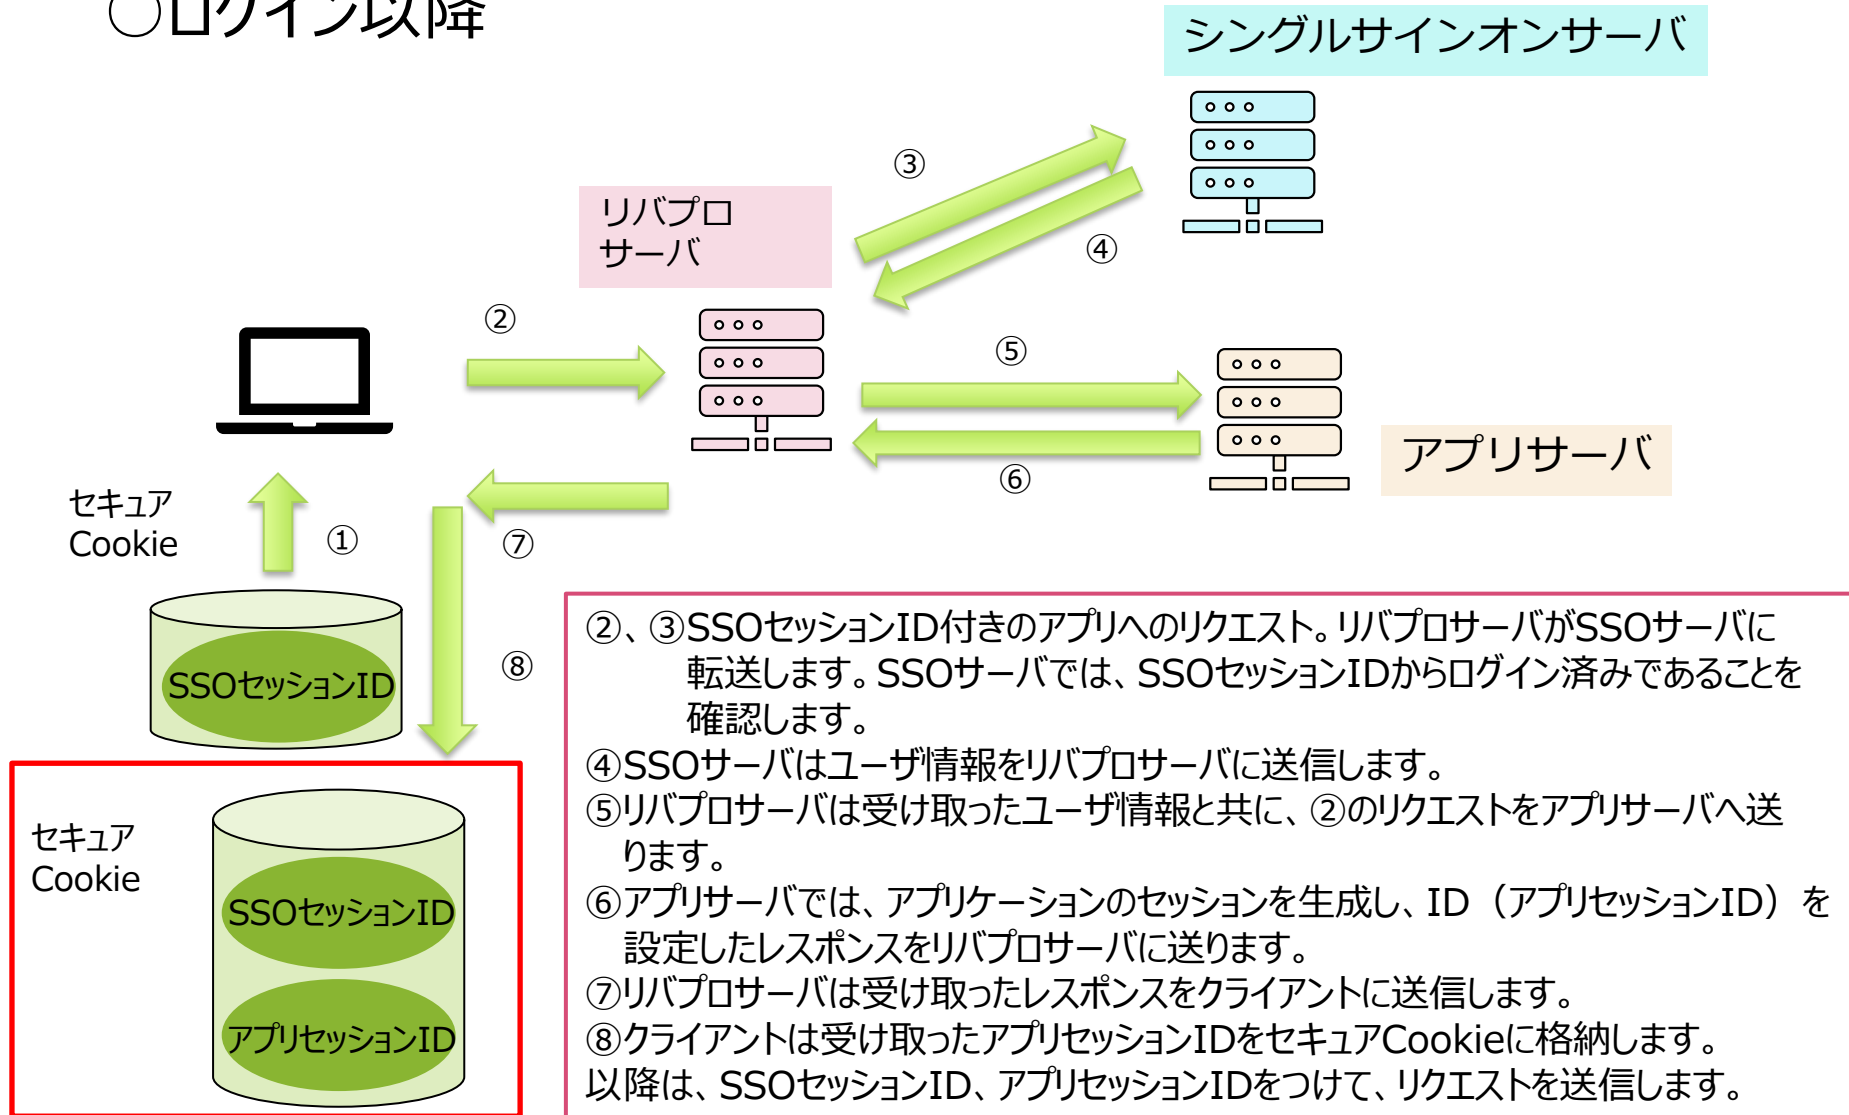 ○ログイン以降
シングルサインオンサーバ
③
リバプロ
サーバ
④
②
⑤
アプリサーバ
⑥
セキュア
Cookie
①
⑦
SSOセッションID
⑧
セキュア
Cookie
SSOセッションID
アプリセッションID
②、③SSOセッションID付きのアプリへのリクエスト。リバプロサーバがSSOサーバに
転送します。SSOサーバでは、SSOセッションIDからログイン済みであることを
確認します。
④SSOサーバはユーザ情報をリバプロサーバに送信します。
⑤リバプロサーバは受け取ったユーザ情報と共に、②のリクエストをアプリサーバへ送
ります。
⑥アプリサーバでは、アプリケーションのセッションを生成し、ID（アプリセッションID）を
設定したレスポンスをリバプロサーバに送ります。
⑦リバプロサーバは受け取ったレスポンスをクライアントに送信します。
⑧クライアントは受け取ったアプリセッションIDをセキュアCookieに格納します。
以降は、SSOセッションID、アプリセッションIDをつけて、リクエストを送信します。